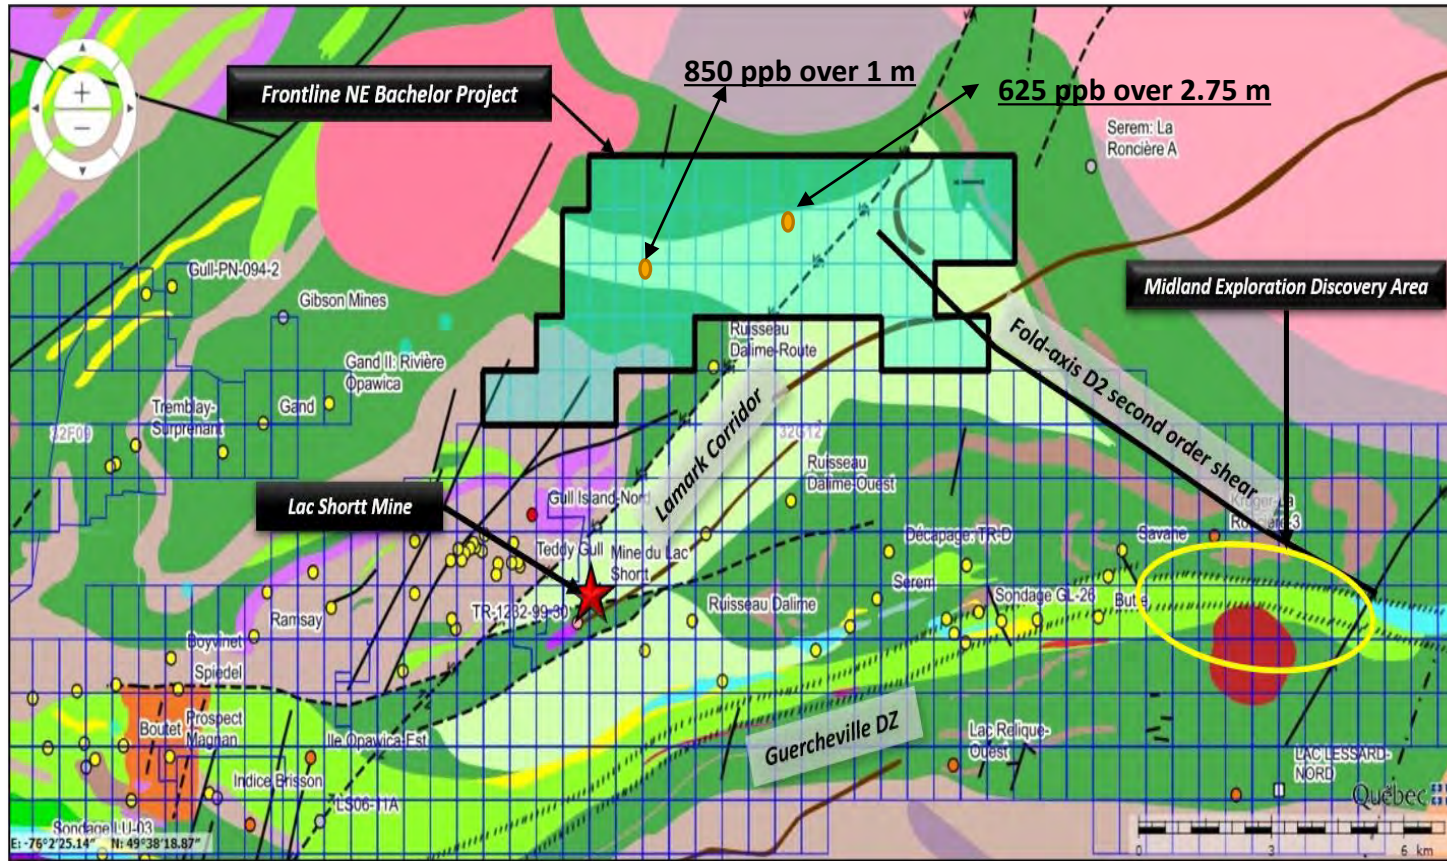 850 ppb over 1 m
625 ppb over 2.75 m
Frontline NE Bachelor Project
Serem: La
Roncière A
Gull-PN-094-2
Gibson Mines
Midland Exploration Discovery Area
Ruisseau
Dalime-Route
Gand II: Rivière
Opawica
Fold-axis D2 second order shear
Tremblay-
Surprenant
Gand
32F09
32G12
Lamark Corridor
Ruisseau
Dalime-Ouest
Lac Shortt Mine
Gull Island-Nord
Teddy Gull
Mine du Lac
Shortt
Décapage: TR-D
Savane
TR-1232-99-30
Ramsay
Ruisseau Dalime
Serem
Sondage GL-26
Boyvinet
Spiedel
Boutet
Prospect
Magnan
Ile Opawica-Est
Guercheville DZ
Lac Relique-
Ouest
Indice Brisson
LS06-11A
LAC LESSARD-
NORD
Québec
Sondage LU-03
E: -76°2'25.14" N: 49°38'18.87"
0 3 6 km